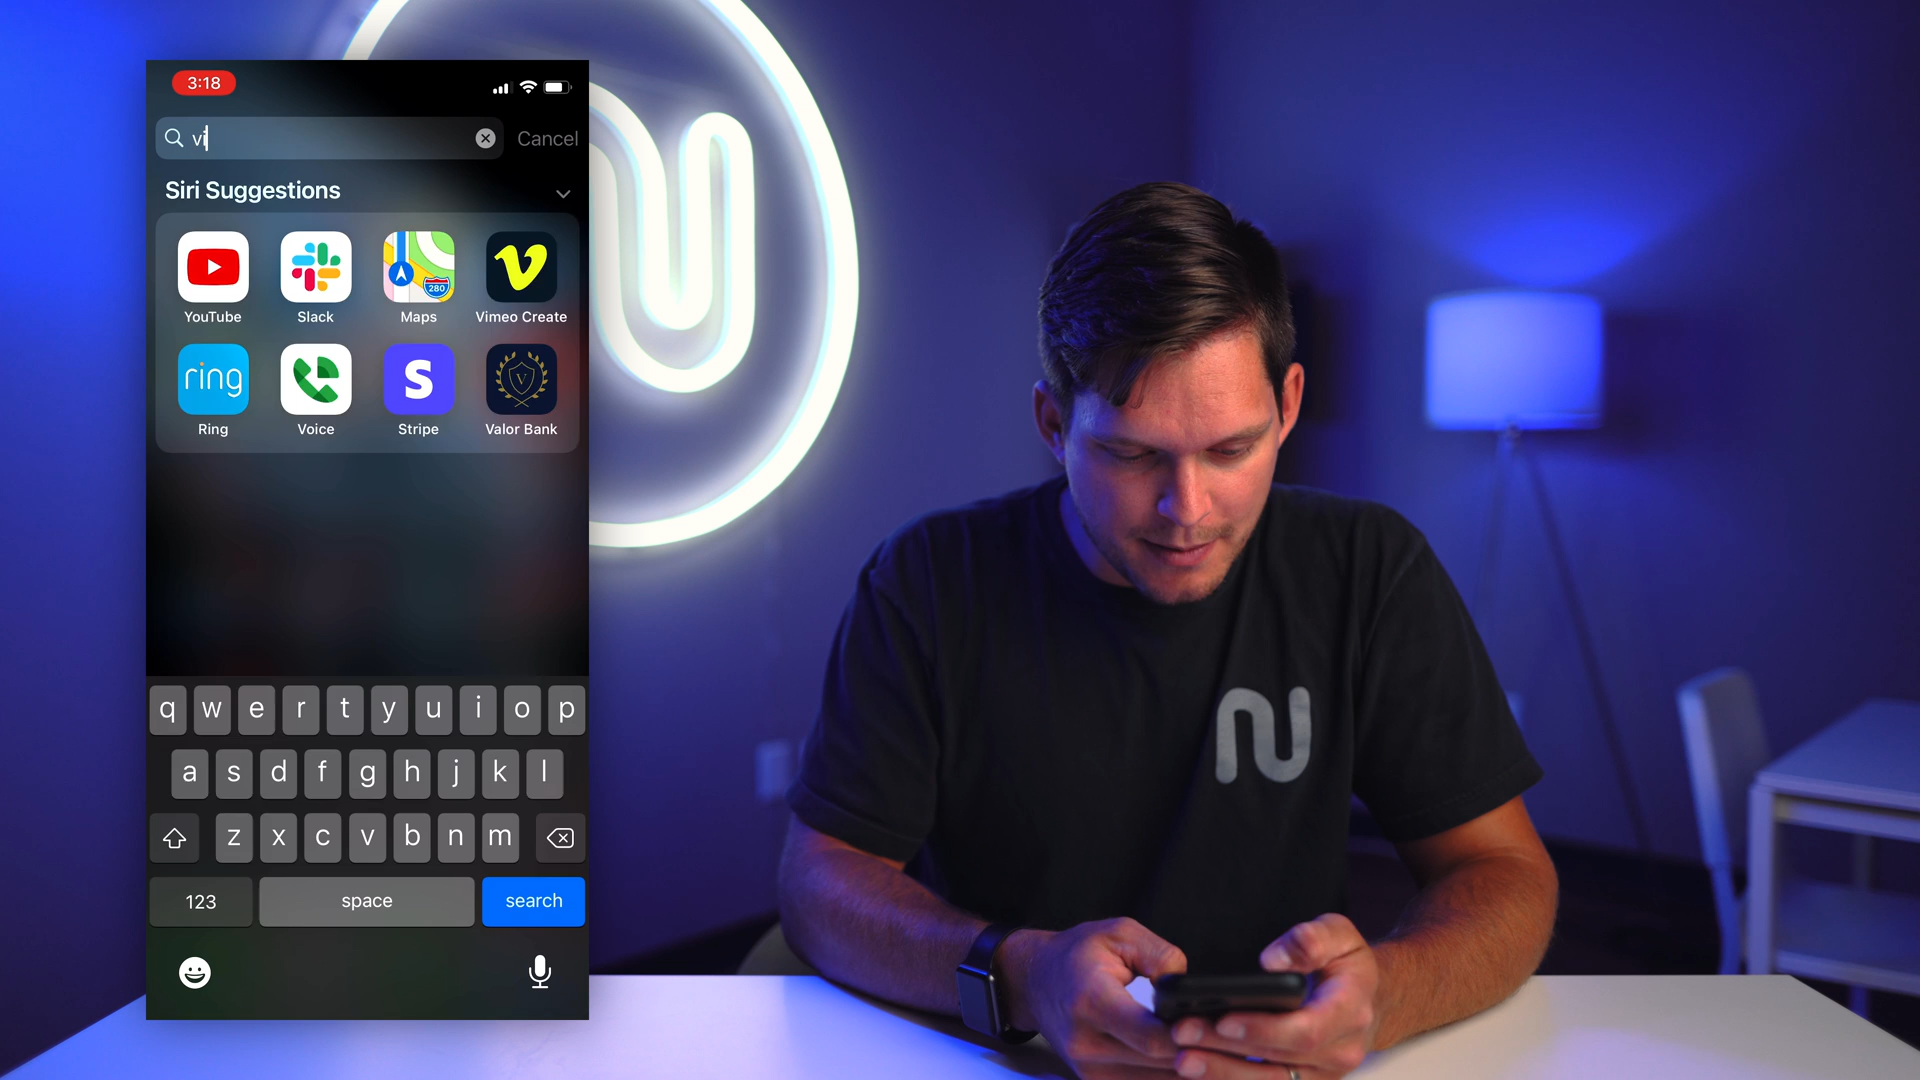 3:18
vi
Cancel
Siri Suggestions
280
YouTube
Slack
Maps
Vimeo Create
ring
S
V
Ring
Voice
Stripe
Valor Bank
q w e r t y u i o p
a s d f g h j k l
z x c v b n m
123
space
search